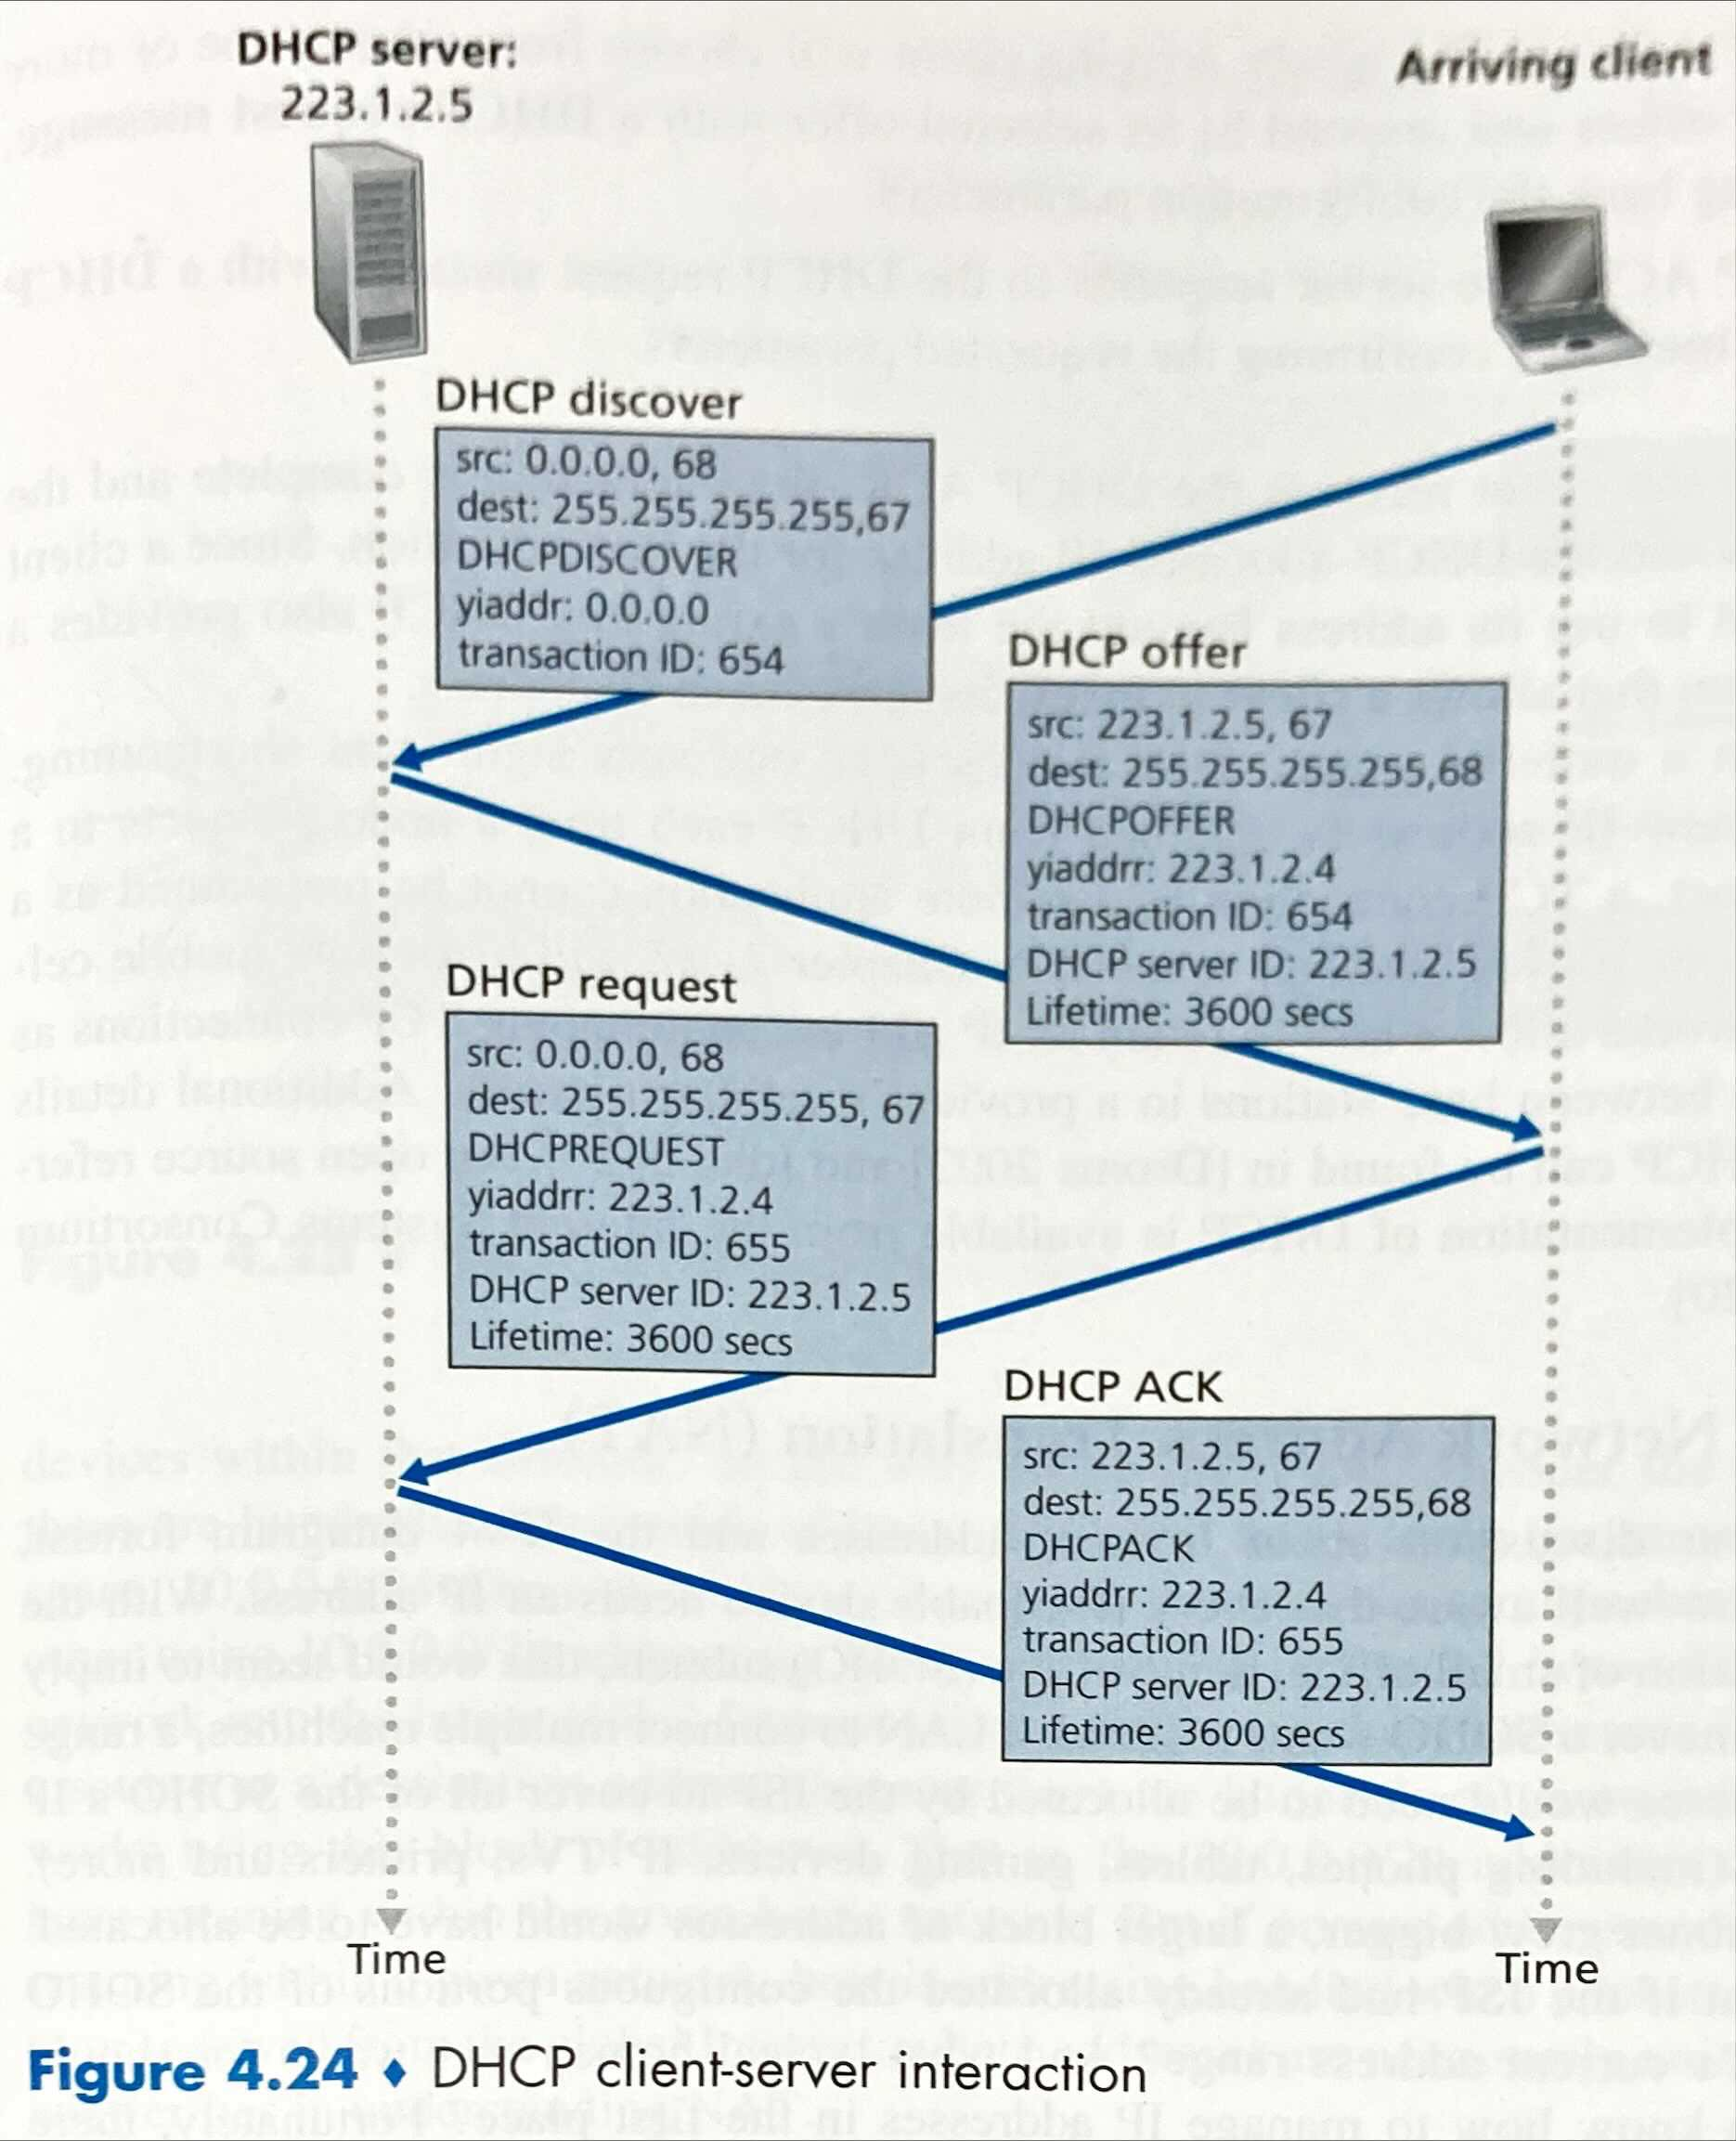 DHCP server:
223.1.2.5
Arriving client
DHCP discover
src: 0.0.0.0, 68
dest: 255.255.255.255,67
DHCPDISCOVER
yiaddr: 0.0.0.0
transaction ID: 654
DHCP offer
src: 223.1.2.5, 67
dest: 255.255.255.255,68
DHCPOFFER
yiaddrr: 223.1.2.4
transaction ID: 654
DHCP server ID: 223.1.2.5
Lifetime: 3600 secs
DHCP request
src: 0.0.0.0, 68
dest: 255.255.255.255, 67
DHCPREQUEST
yiaddrr: 223.1.2.4
transaction ID: 655
DHCP server ID: 223.1.2.5
Lifetime: 3600 secs
DHCP ACK
src: 223.1.2.5, 67
dest: 255.255.255.255,68
DHCPACK
yiaddrr: 223.1.2.4
transaction ID: 655
DHCP server ID: 223.1.2.5
Lifetime: 3600 secs
Time
Time
Figure 4.24 ♦ DHCP client-server interaction